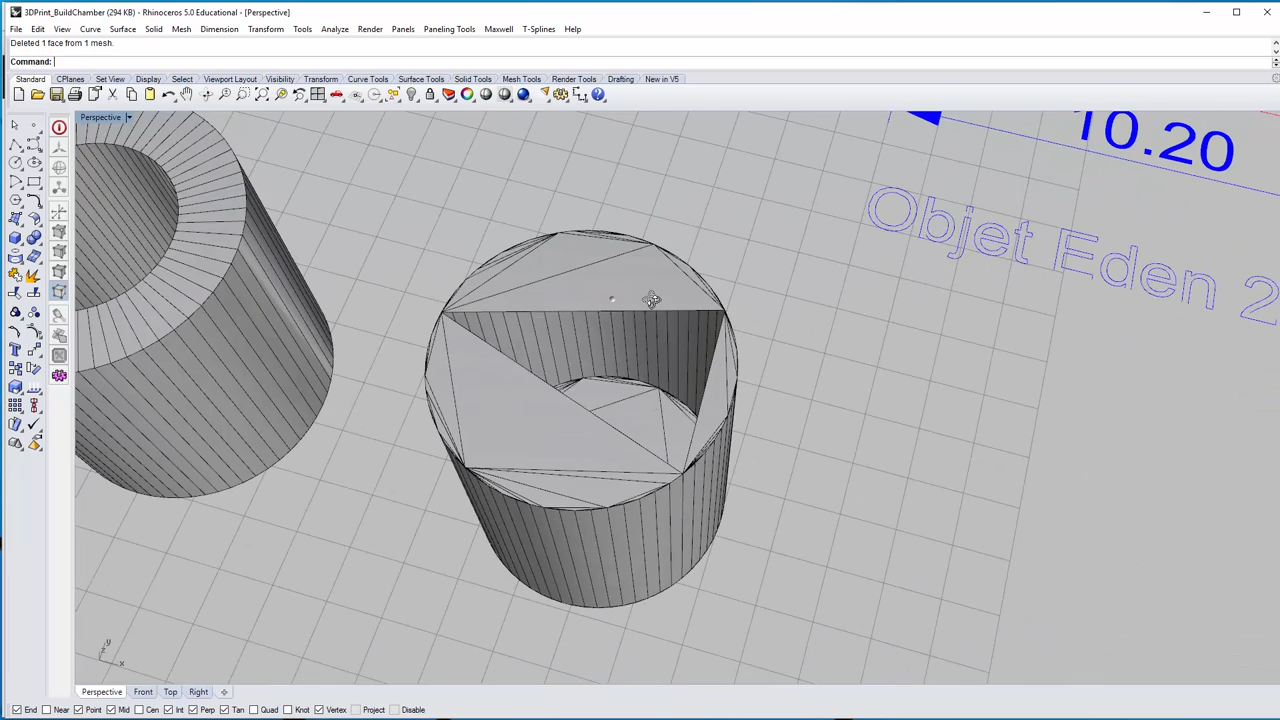 3DPrint_BuildChamber (294 KB) - Rhinoceros 5.0 Educational - [Perspective]
File Edit View Curve Surface Solid Mesh Dimension Transform Tools Analyze Render Panels Paneling Tools Maxwell T-Splines Help
Deleted 1 face from 1 mesh.
Command:
Standard CPlanes Set View Display Select Viewport Layout Visibility Transform Curve Tools Surface Tools Solid Tools Mesh Tools Render Tools Drafting New in V5
Perspective
10.20
Objet Eden 2
y
x
Perspective Front Top Right
End Near Point Mid Cen Int Perp Tan Quad Knot Vertex Project Disable